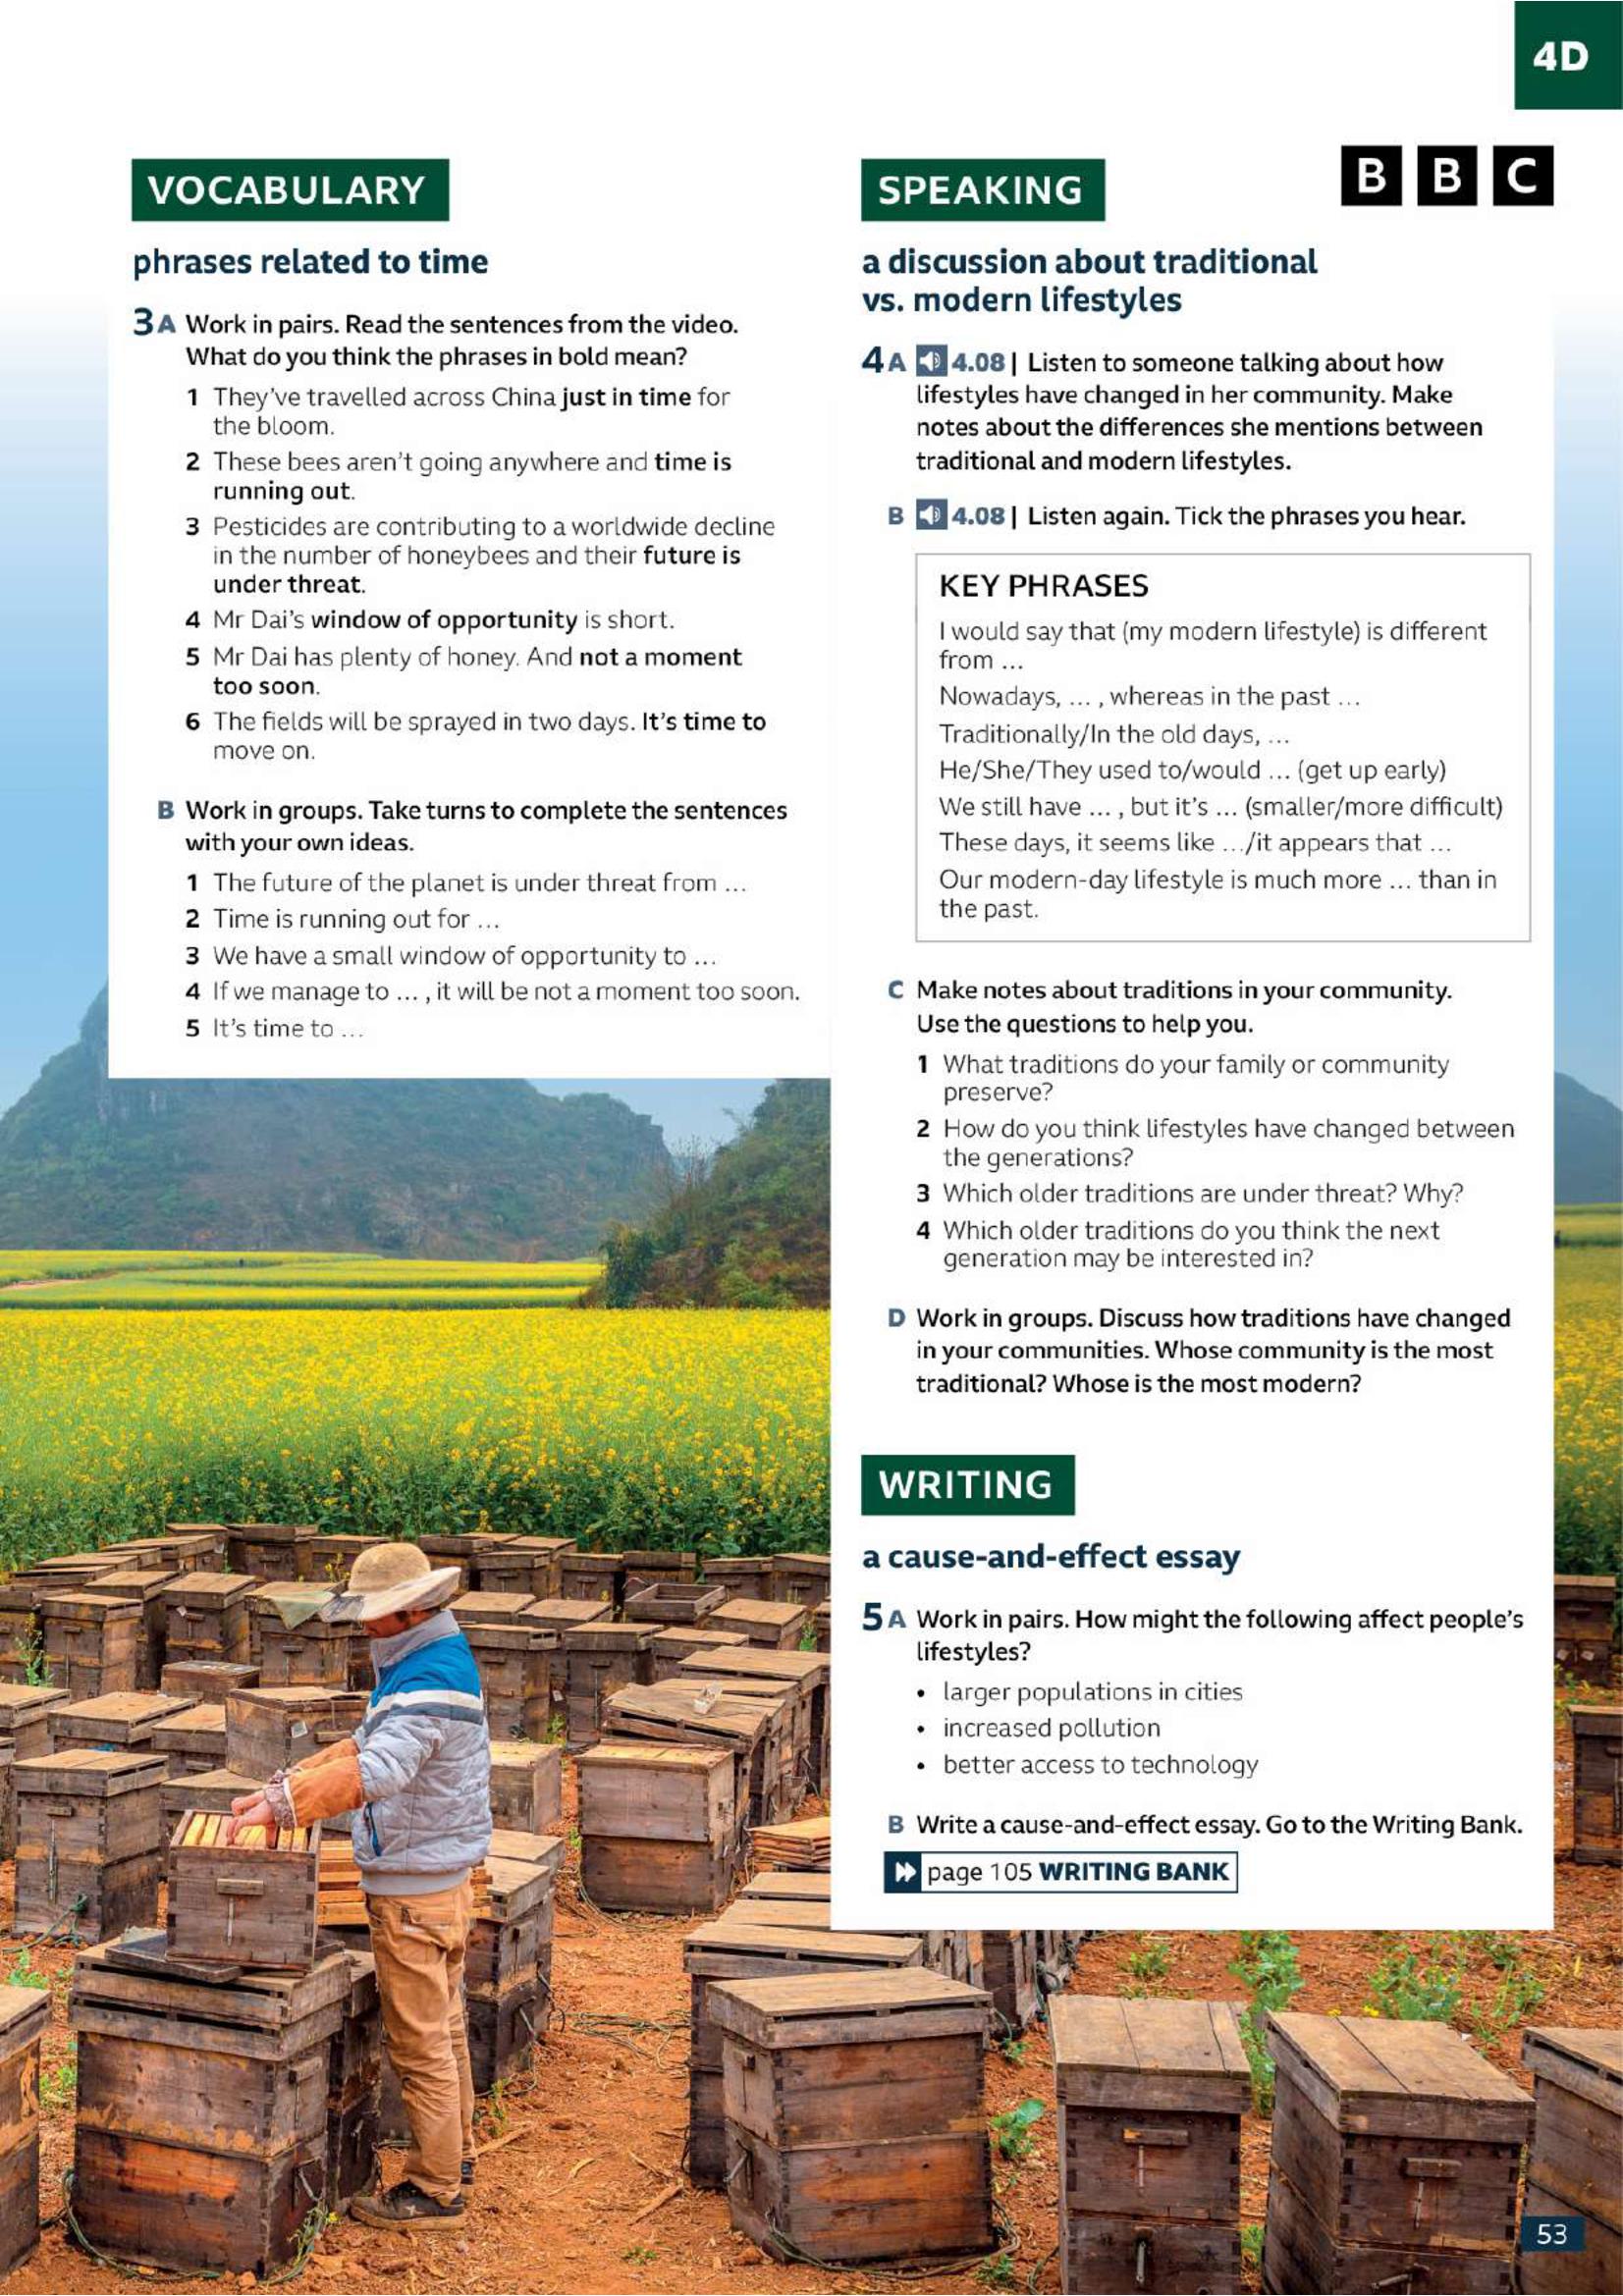 4D
VOCABULARY
phrases related to time
3 A Work in pairs. Read the sentences from the video.
What do you think the phrases in bold mean?
1 They've travelled across China just in time for
the bloom.
2 These bees aren't going anywhere and time is
running out.
3 Pesticides are contributing to a worldwide decline
in the number of honeybees and their future is
under threat.
4 Mr Dai's window of opportunity is short.
5 Mr Dai has plenty of honey. And not a moment
too soon.
6 The fields will be sprayed in two days. It's time to
move on.
B Work in groups. Take turns to complete the sentences
with your own ideas.
1 The future of the planet is under threat from …
2 Time is running out for …
3 We have a small window of opportunity to …
4 If we manage to … , it will be not a moment too soon.
5 It's time to …
BBC
SPEAKING
a discussion about traditional
vs. modern lifestyles
4 A 4.08 | Listen to someone talking about how
lifestyles have changed in her community. Make
notes about the differences she mentions between
traditional and modern lifestyles.
B 4.08 | Listen again. Tick the phrases you hear.
KEY PHRASES
I would say that (my modern lifestyle) is different
from …
Nowadays, … , whereas in the past …
Traditionally/In the old days, …
He/She/They used to/would … (get up early)
We still have … , but it's … (smaller/more difficult)
These days, it seems like …/it appears that …
Our modern-day lifestyle is much more … than in
the past.
C Make notes about traditions in your community.
Use the questions to help you.
1 What traditions do your family or community
preserve?
2 How do you think lifestyles have changed between
the generations?
3 Which older traditions are under threat? Why?
4 Which older traditions do you think the next
generation may be interested in?
D Work in groups. Discuss how traditions have changed
in your communities. Whose community is the most
traditional? Whose is the most modern?
WRITING
a cause-and-effect essay
5 A Work in pairs. How might the following affect people's
lifestyles?
• larger populations in cities
• increased pollution
• better access to technology
B Write a cause-and-effect essay. Go to the Writing Bank.
page 105 WRITING BANK
53